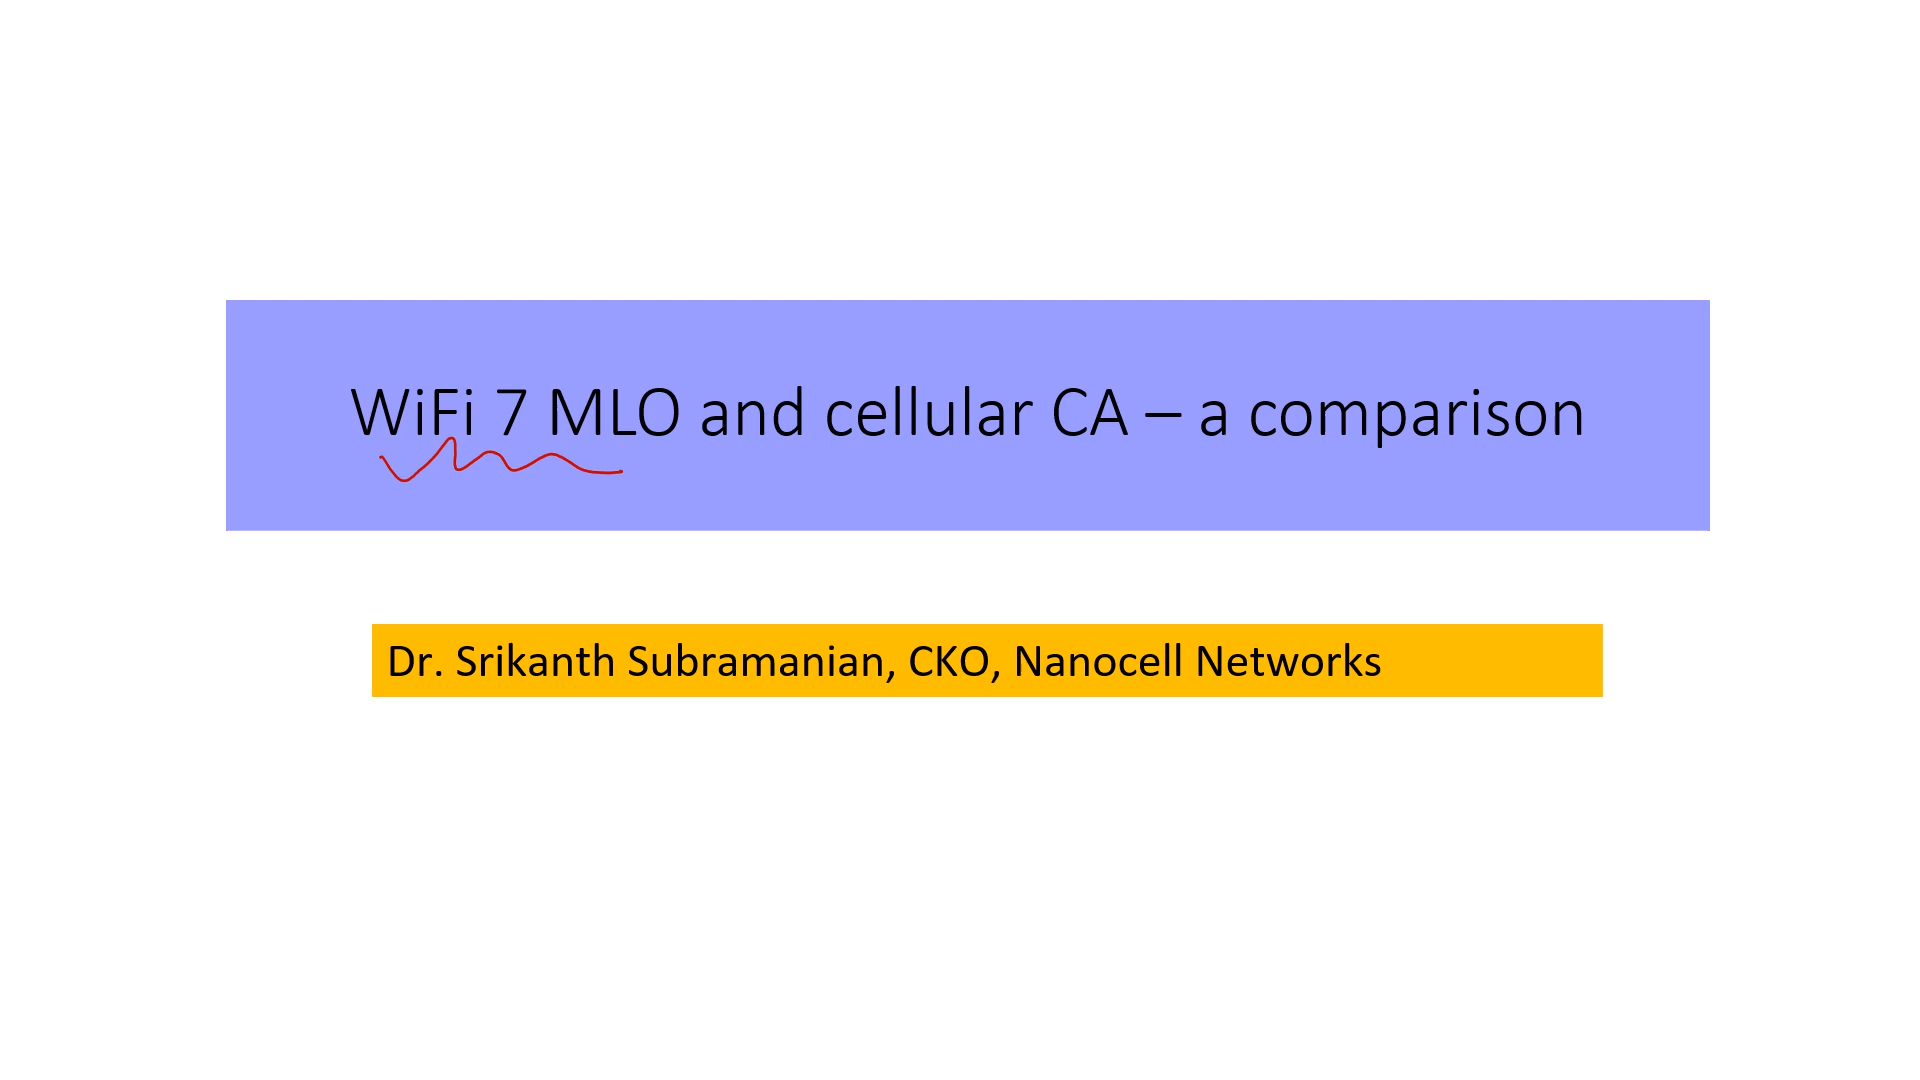 WiFi 7 MLO and cellular CA – a comparison
Dr. Srikanth Subramanian, CKO, Nanocell Networks